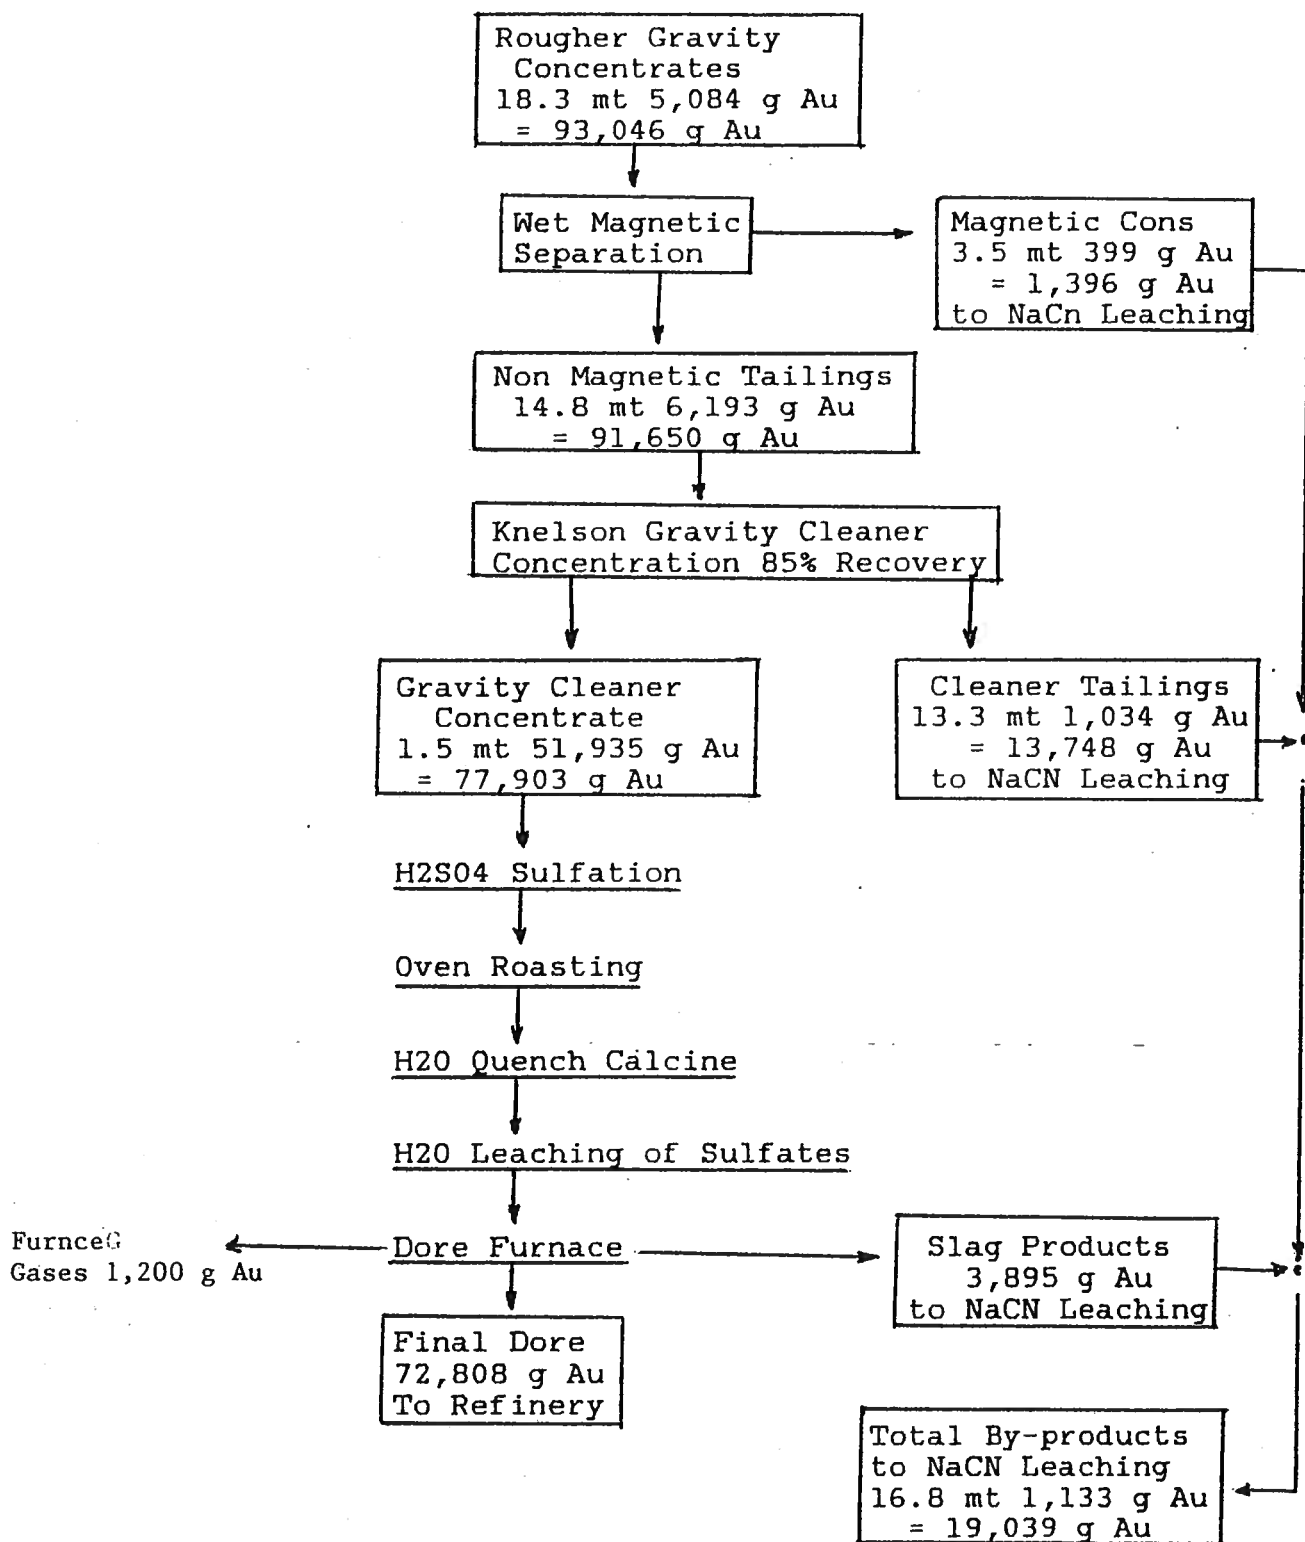 Rougher Gravity
Concentrates
18.3 mt 5,084 g Au
= 93,046 g Au
Wet Magnetic
Separation
Magnetic Cons
3.5 mt 399 g Au
= 1,396 g Au
to NaCn Leaching
Non Magnetic Tailings
14.8 mt 6,193 g Au
= 91,650 g Au
Knelson Gravity Cleaner
Concentration 85% Recovery
Gravity Cleaner
Concentrate
1.5 mt 51,935 g Au
= 77,903 g Au
Cleaner Tailings
13.3 mt 1,034 g Au
= 13,748 g Au
to NaCN Leaching
H2SO4 Sulfation
Oven Roasting
H2O Quench Calcine
H2O Leaching of Sulfates
FurnceG
Gases 1,200 g Au
Dore Furnace
Slag Products
3,895 g Au
to NaCN Leaching
Final Dore
72,808 g Au
To Refinery
Total By-products
to NaCN Leaching
16.8 mt 1,133 g Au
= 19,039 g Au